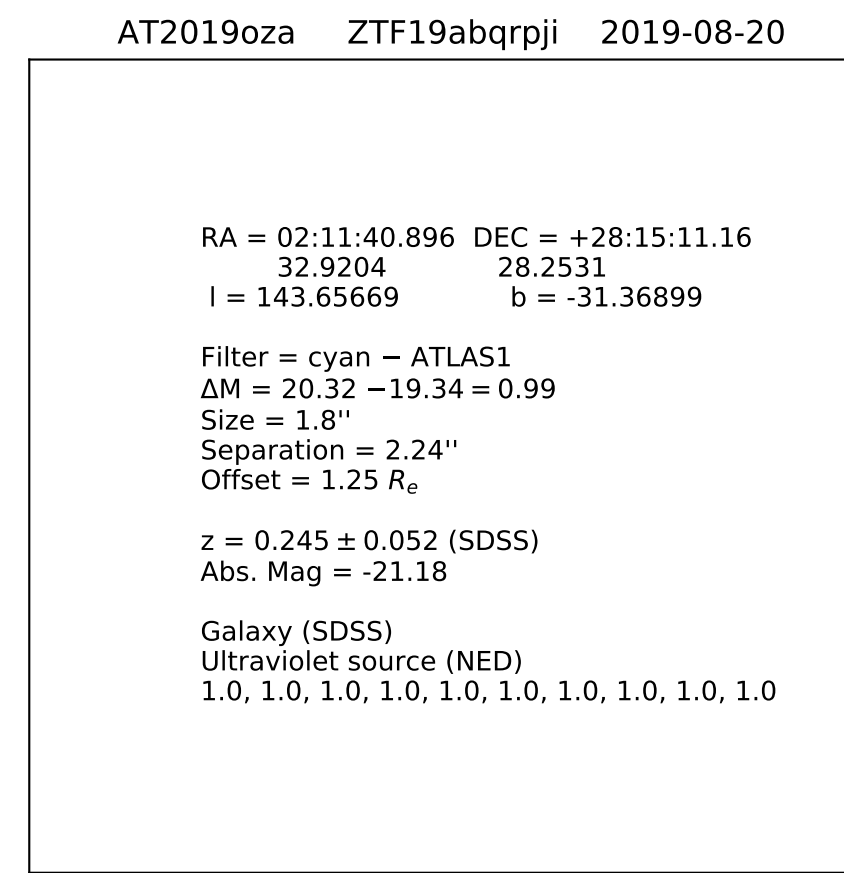 AT2019oza ZTF19abqrpji 2019-08-20
RA = 02:11:40.896 DEC = +28:15:11.16
32.9204 28.2531
l = 143.65669 b = -31.36899
Filter = cyan − ATLAS1
ΔM = 20.32 −19.34 = 0.99
Size = 1.8''
Separation = 2.24''
Offset = 1.25 Re
z = 0.245 ± 0.052 (SDSS)
Abs. Mag = -21.18
Galaxy (SDSS)
Ultraviolet source (NED)
1.0, 1.0, 1.0, 1.0, 1.0, 1.0, 1.0, 1.0, 1.0, 1.0